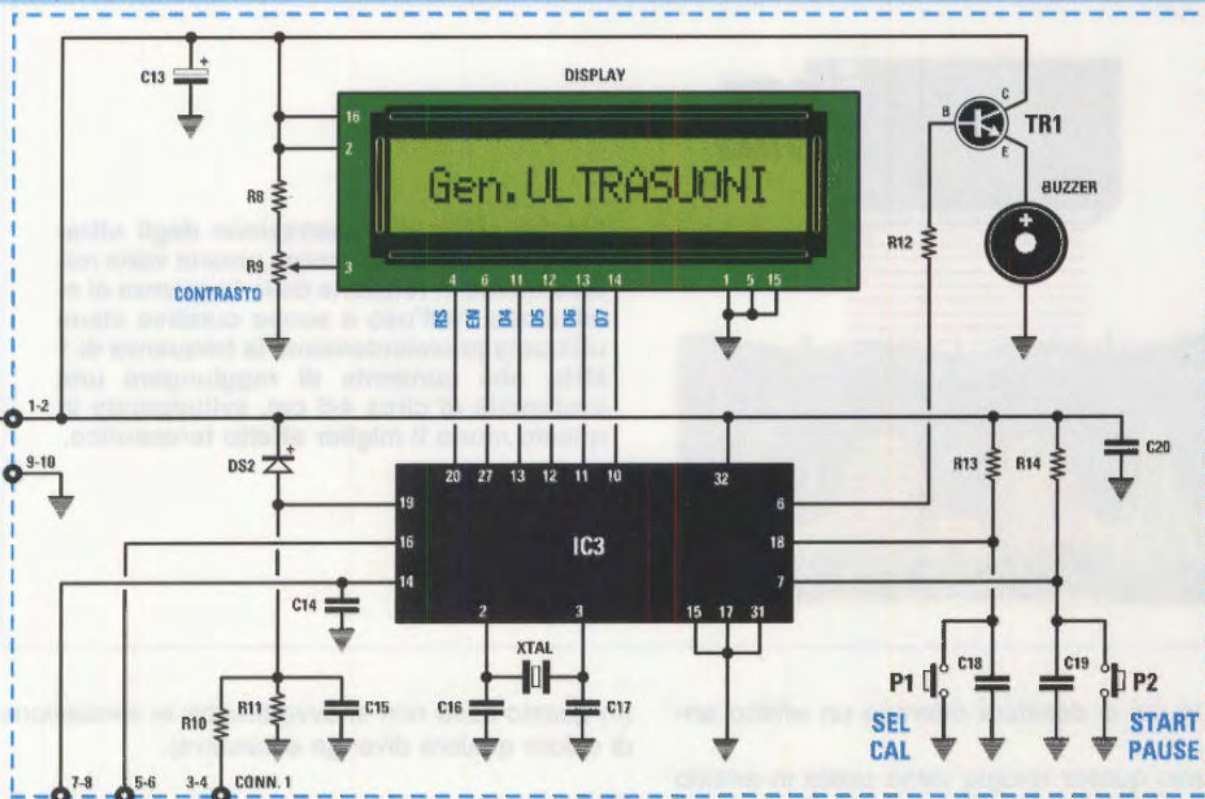 C13
+
DISPLAY
C
B
TR1
E
16
2
Gen.ULTRASUONI
BUZZER
+
R8
R12
R9
3
CONTRASTO
4 6 11 12 13 14
1 5 15
RS EN D4 D5 D6 D7
1-2
9-10
DS2
+
R13
R14
C20
20 27 13 12 11 10
32
19
6
16
IC3
18
14
7
C14
2 3
15 17 31
XTAL
R10
R11
C15
C16
C17
P1
C18
C19
P2
SEL
CAL
START
PAUSE
7-8
5-6
3-4
CONN. 1